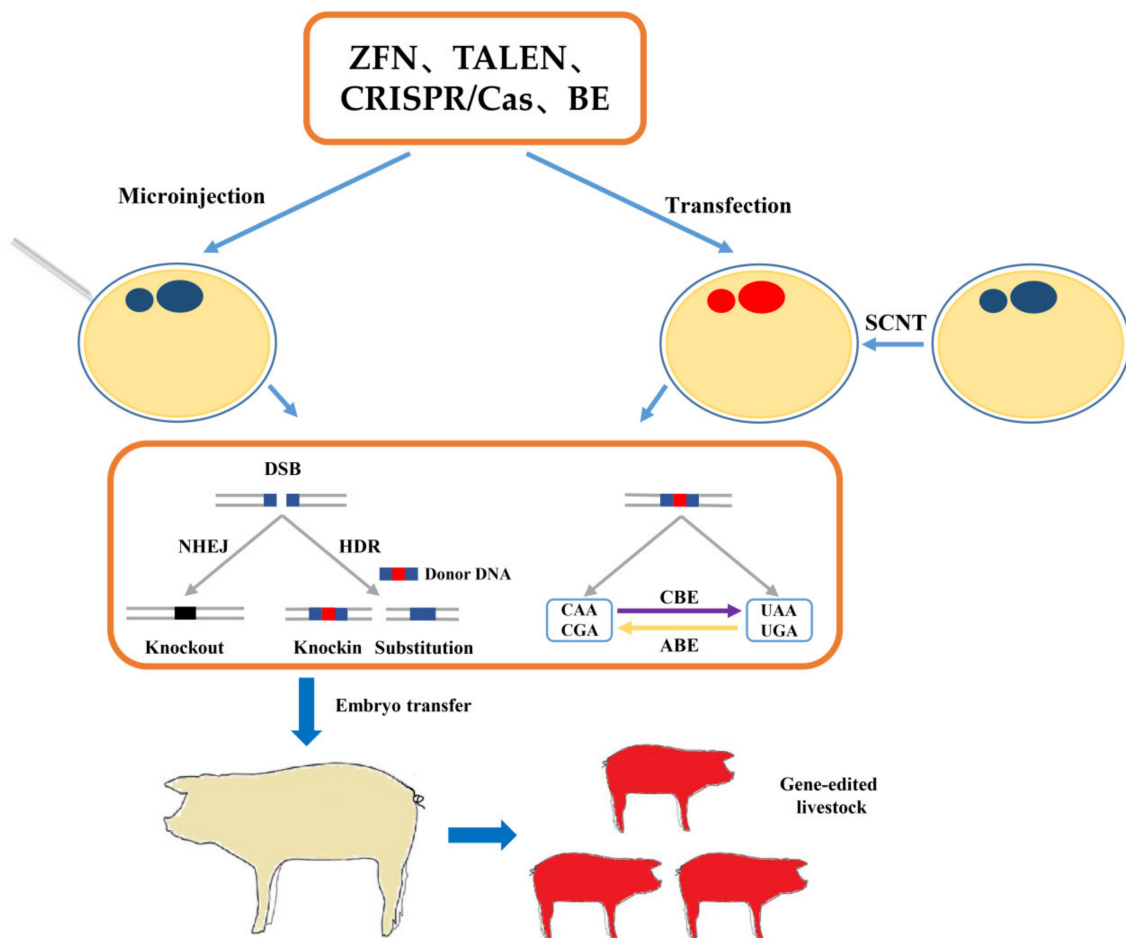 ZFN、TALEN、
CRISPR/Cas、BE
Microinjection
Transfection
SCNT
DSB
NHEJ
HDR
Donor DNA
Knockout
Knockin
Substitution
CAA
CGA
CBE
ABE
UAA
UGA
Embryo transfer
Gene-edited
livestock